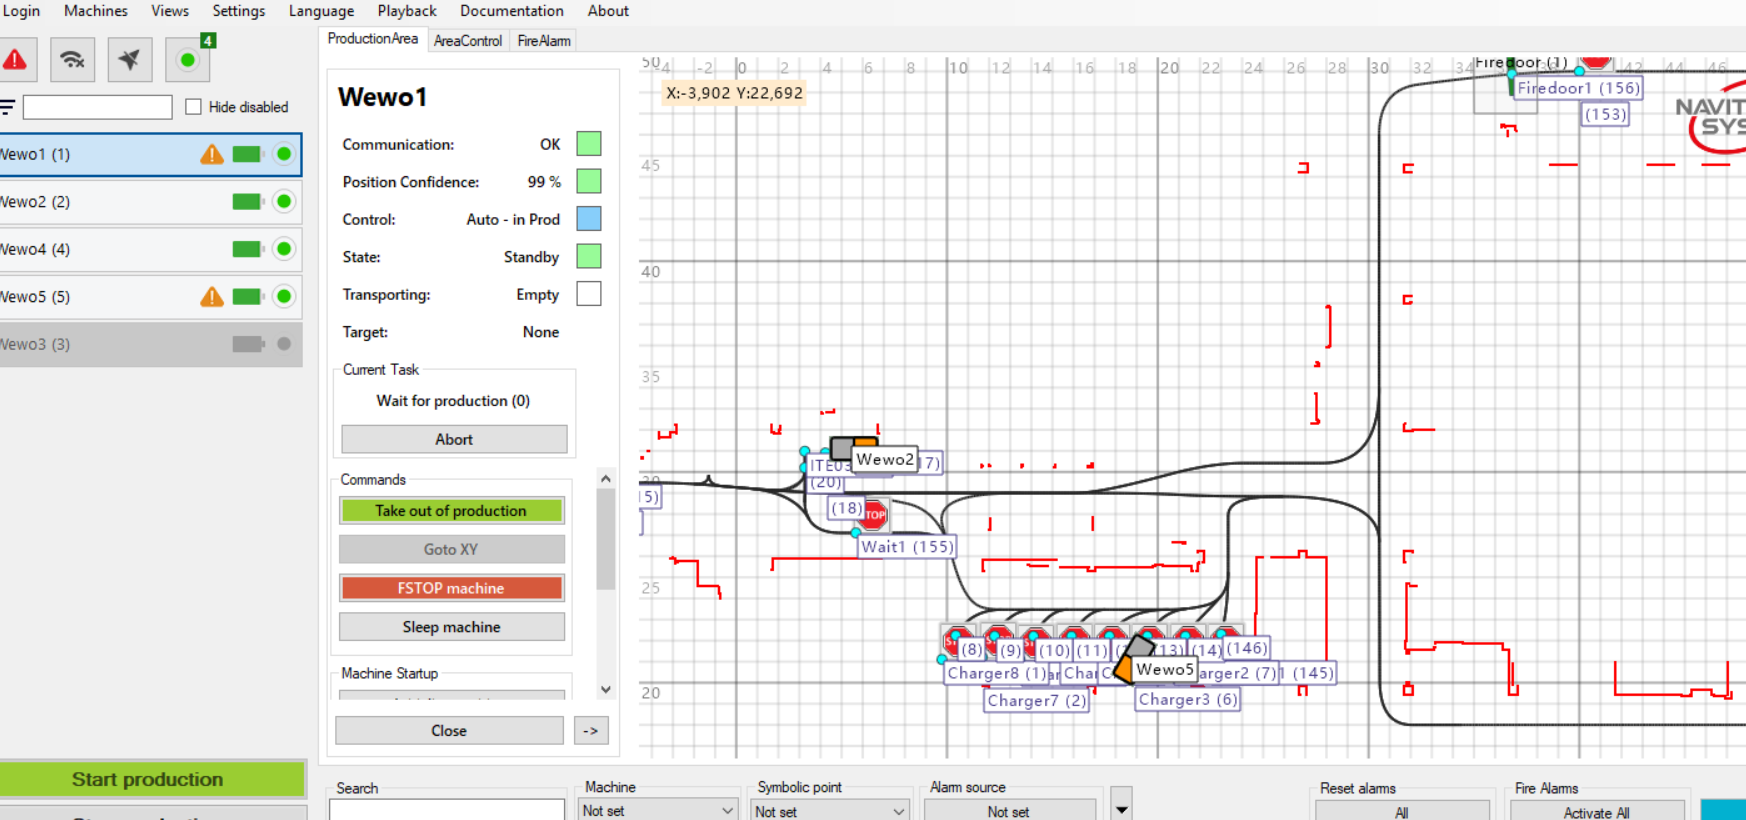 Login Machines Views Settings Language Playback Documentation About
4
Hide disabled
Wewo1 (1)
Wewo2 (2)
Wewo4 (4)
Wewo5 (5)
Wewo3 (3)
Start production
ProductionArea AreaControl FireAlarm
Wewo1
Communication: OK
Position Confidence: 99 %
Control: Auto - in Prod
State: Standby
Transporting: Empty
Target: None
Current Task
Wait for production (0)
Abort
Commands
Take out of production
Goto XY
FSTOP machine
Sleep machine
Machine Startup
Close ->
50 -4 -2 0 2 4 6 8 10 12 14 16 18 20 22 24 26 28 30 32 34 42 44 46
X:-3,902 Y:22,692
Firedoor (1)
Firedoor1 (156)
(153)
NAVIT
SYS
45
40
35
30
25
20
Wewo2
ITE03
17)
(20)
15)
(18)
STOP
Wait1 (155)
(8) (9) (10) (11) (13) (14) (146)
Wewo5
Charger8 (1) Char arger2 (7) 1 (145)
Charger7 (2) Charger3 (6)
Search
Machine
Not set
Symbolic point
Not set
Alarm source
Not set
Reset alarms
All
Fire Alarms
Activate All